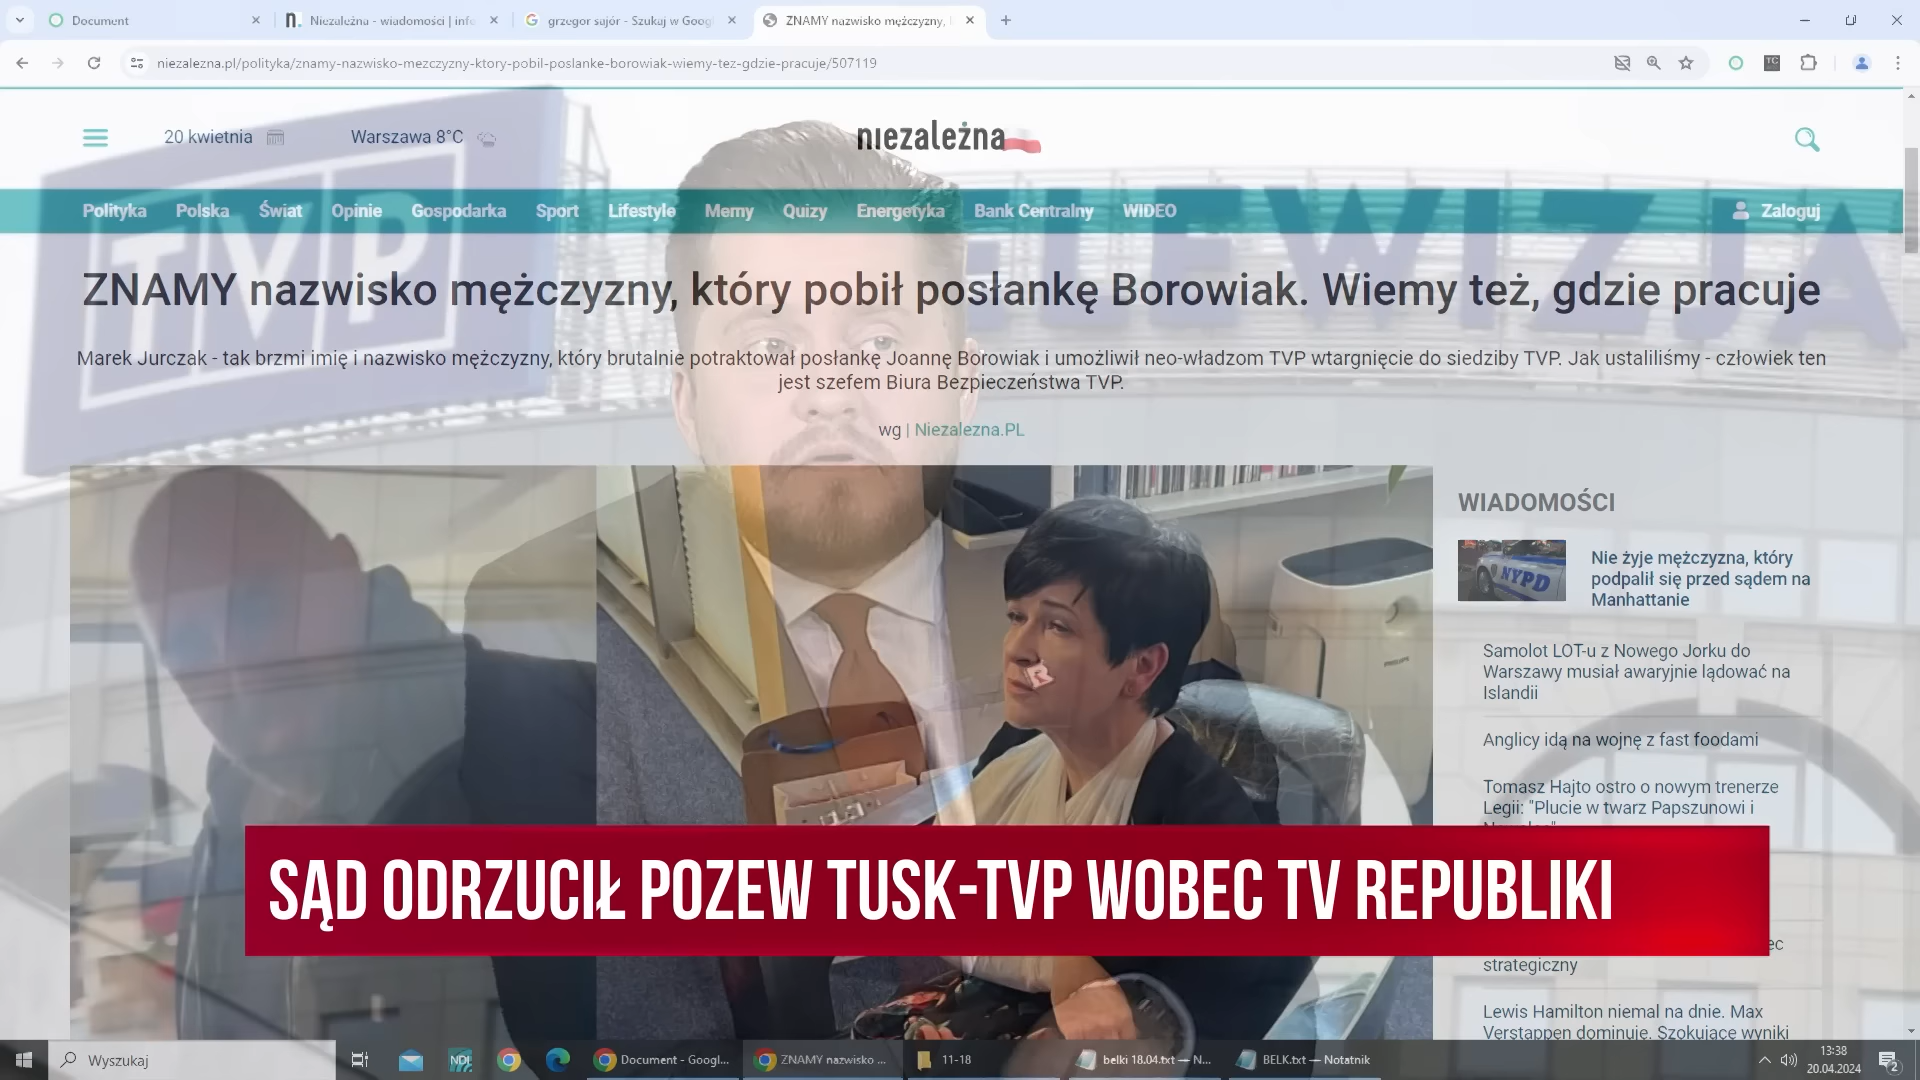 Document
Niezależna - wiadomości | info
grzegor sajór - Szukaj w Goog
ZNAMY nazwisko mężczyzny,
niezalezna.pl/polityka/znamy-nazwisko-mezczyzny-ktory-pobil-poslanke-borowiak-wiemy-tez-gdzie-pracuje/507119
20 kwietnia
Warszawa 8°C
niezależna
TVP
TELEWIZJA
Polityka Polska Świat Opinie Gospodarka Sport Lifestyle Memy Quizy Energetyka Bank Centralny WIDEO Zaloguj
ZNAMY nazwisko mężczyzny, który pobił posłankę Borowiak. Wiemy też, gdzie pracuje
Marek Jurczak - tak brzmi imię i nazwisko mężczyzny, który brutalnie potraktował posłankę Joannę Borowiak i umożliwił neo-władzom TVP wtargnięcie do siedziby TVP. Jak ustaliliśmy - człowiek ten
jest szefem Biura Bezpieczeństwa TVP.
wg | Niezalezna.PL
WIADOMOŚCI
NYPD
Nie żyje mężczyzna, który
podpalił się przed sądem na
Manhattanie
Samolot LOT-u z Nowego Jorku do
Warszawy musiał awaryjnie lądować na
Islandii
Anglicy idą na wojnę z fast foodami
Tomasz Hajto ostro o nowym trenerze
Legii: "Plucie w twarz Papszunowi i
PHILIPS
SĄD ODRZUCIŁ POZEW TUSK-TVP WOBEC TV REPUBLIKI
strategiczny
Lewis Hamilton niemal na dnie. Max
Verstappen dominuje. Szokujące wyniki
Wyszukaj
NDI
Document - Googl...
ZNAMY nazwisko ...
11-18
belki 18.04.txt — N...
BELK.txt — Notatnik
13:38
20.04.2024
2